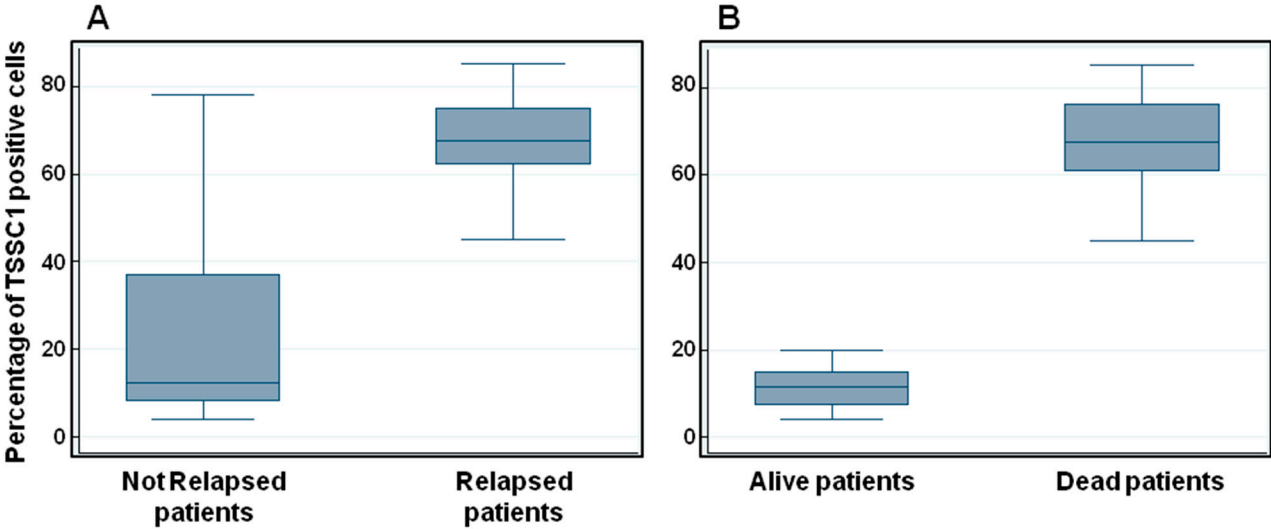 A
B
Percentage of TSSC1 positive cells
80
60
40
20
0
80
60
40
20
0
Not Relapsed
patients
Relapsed
patients
Alive patients
Dead patients